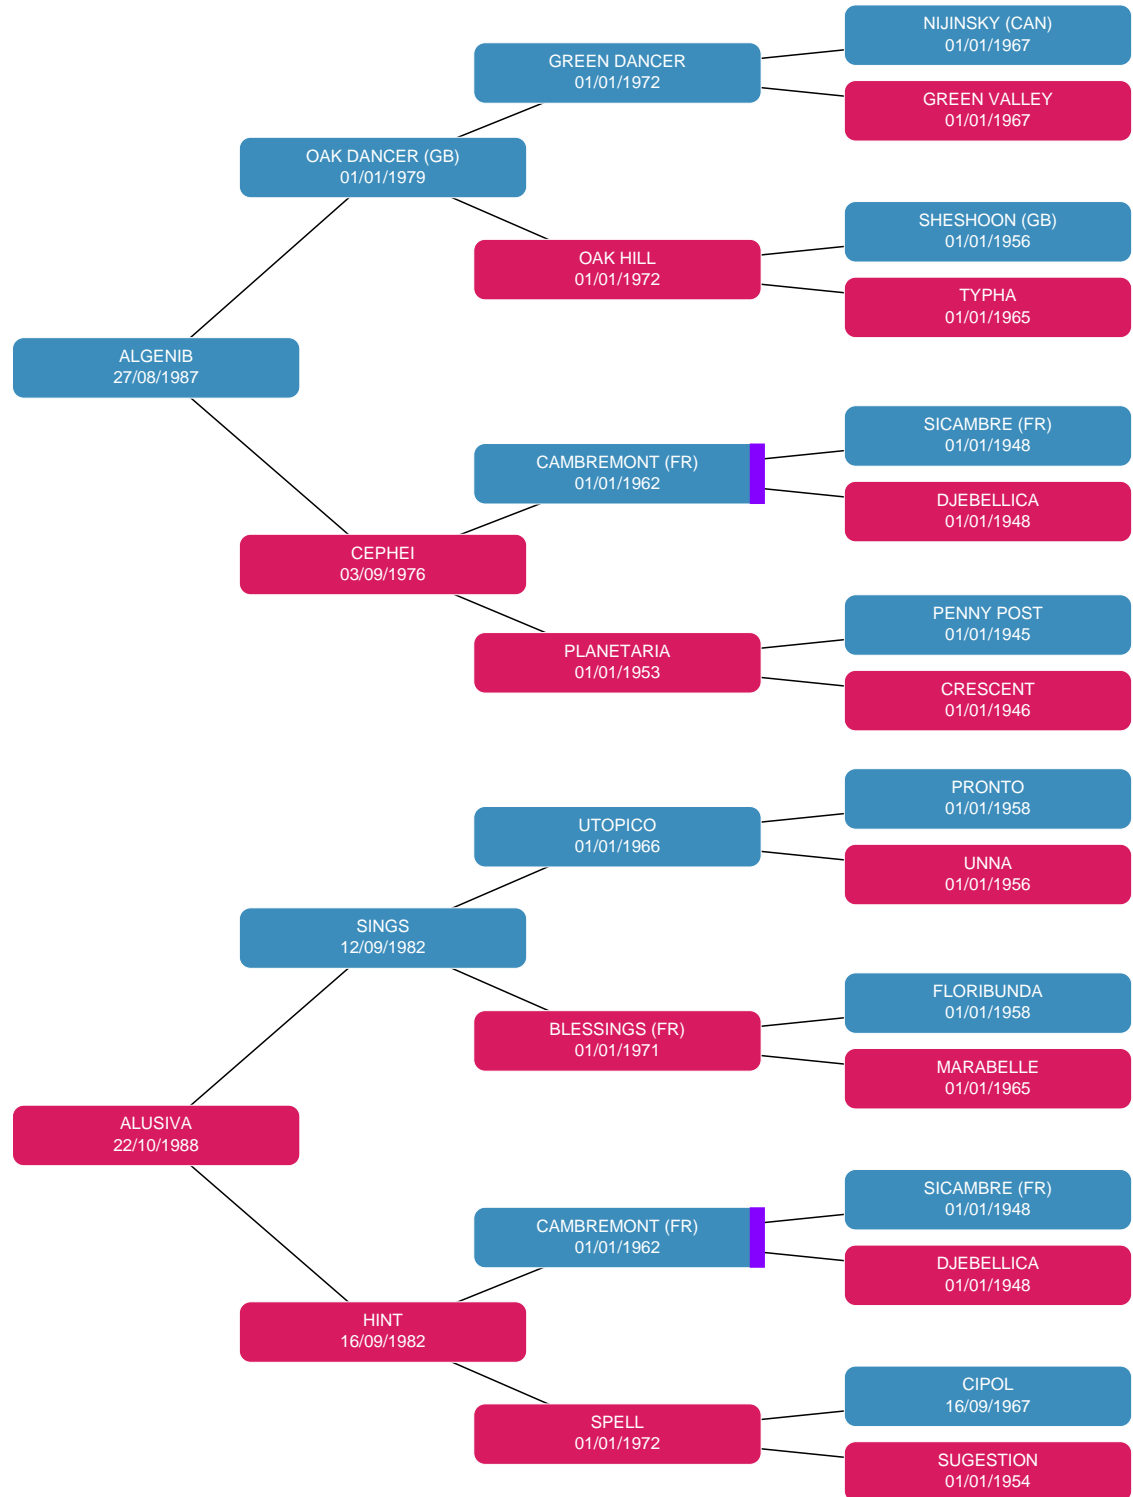 NIJINSKY (CAN)
01/01/1967
GREEN DANCER
01/01/1972
GREEN VALLEY
01/01/1967
OAK DANCER (GB)
01/01/1979
SHESHOON (GB)
01/01/1956
OAK HILL
01/01/1972
TYPHA
01/01/1965
ALGENIB
27/08/1987
SICAMBRE (FR)
01/01/1948
CAMBREMONT (FR)
01/01/1962
DJEBELLICA
01/01/1948
CEPHEI
03/09/1976
PENNY POST
01/01/1945
PLANETARIA
01/01/1953
CRESCENT
01/01/1946
PRONTO
01/01/1958
UTOPICO
01/01/1966
UNNA
01/01/1956
SINGS
12/09/1982
FLORIBUNDA
01/01/1958
BLESSINGS (FR)
01/01/1971
MARABELLE
01/01/1965
ALUSIVA
22/10/1988
SICAMBRE (FR)
01/01/1948
CAMBREMONT (FR)
01/01/1962
DJEBELLICA
01/01/1948
HINT
16/09/1982
CIPOL
16/09/1967
SPELL
01/01/1972
SUGESTION
01/01/1954